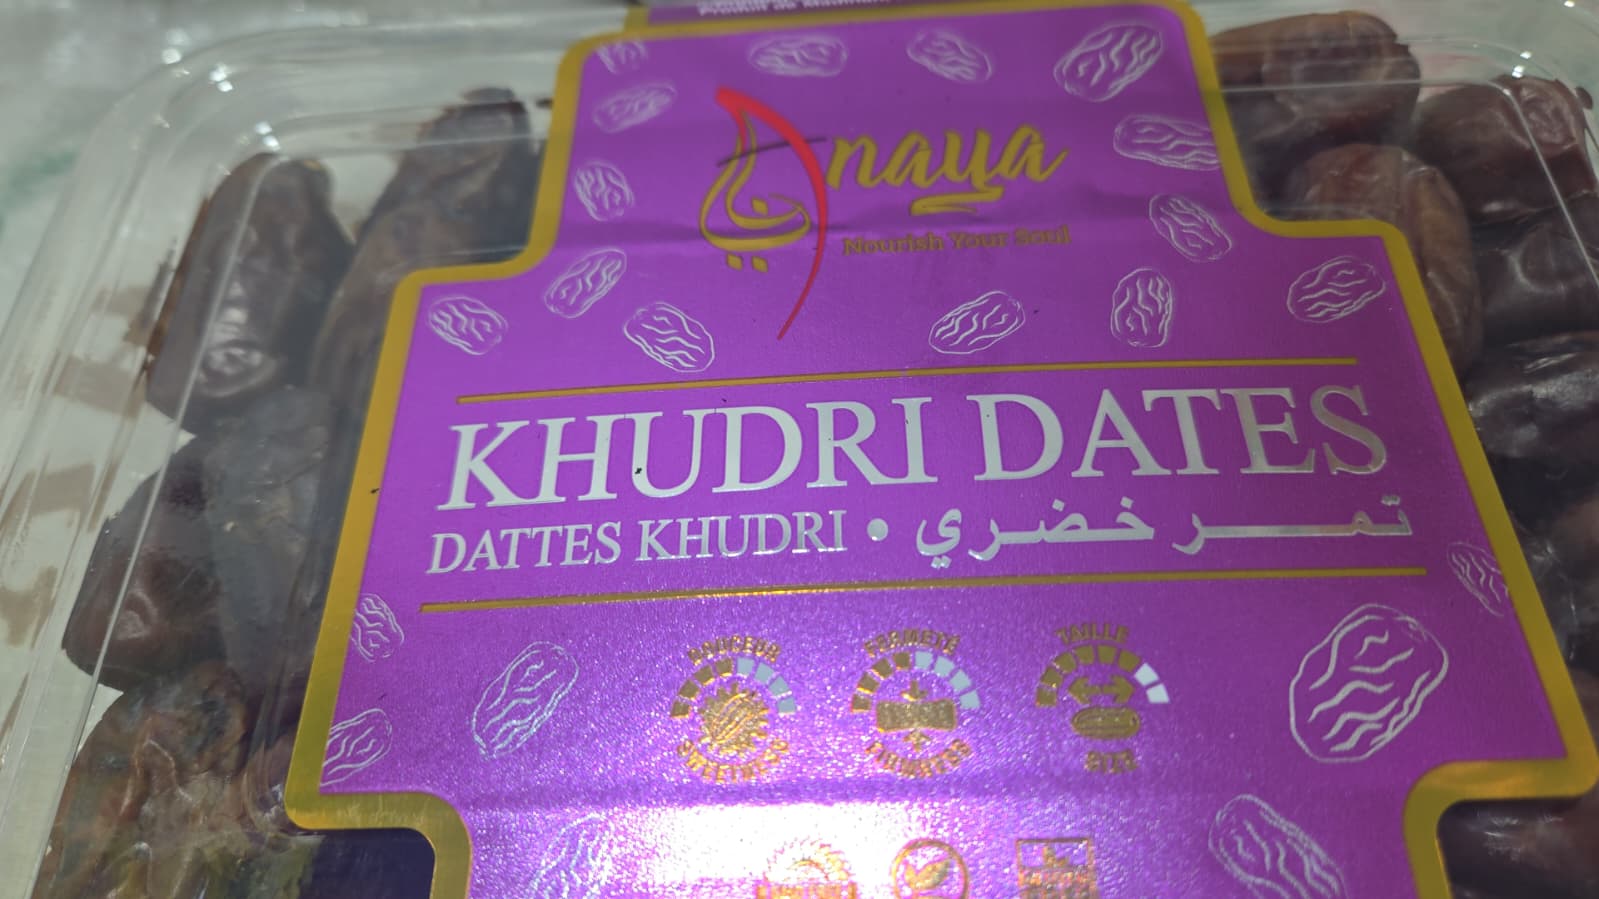 Anaya
Nourish Your Soul
KHUDRI DATES
DATTES KHUDRI • تمر خضري
DOUCEUR FERMETÉ TAILLE
SWEETNESS FIRMNESS SIZE